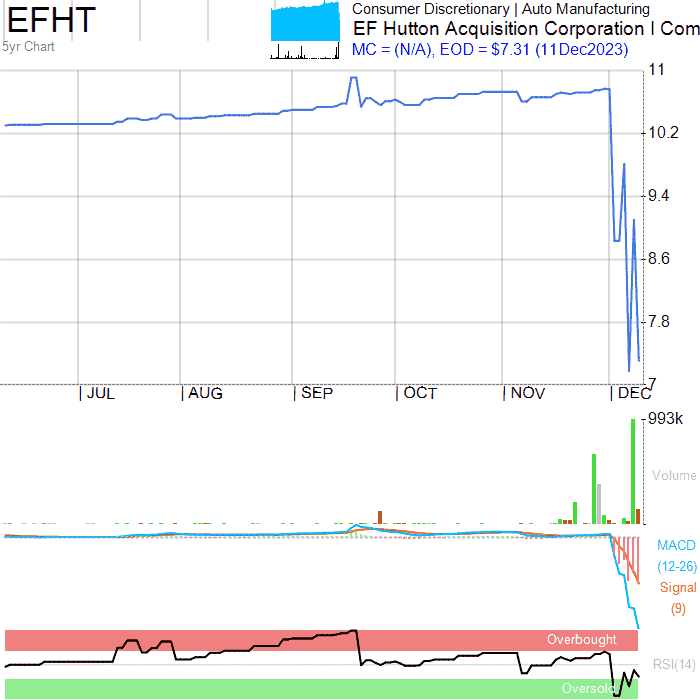 EFHT
Consumer Discretionary | Auto Manufacturing
EF Hutton Acquisition Corporation I Com
5yr Chart
MC = (N/A), EOD = $7.31 (11Dec2023)
11
10.2
9.4
8.6
7.8
7
| JUL | AUG | SEP | OCT | NOV | DEC
993k
Volume
MACD
(12-26)
Signal
(9)
Overbought
RSI(14)
Oversold